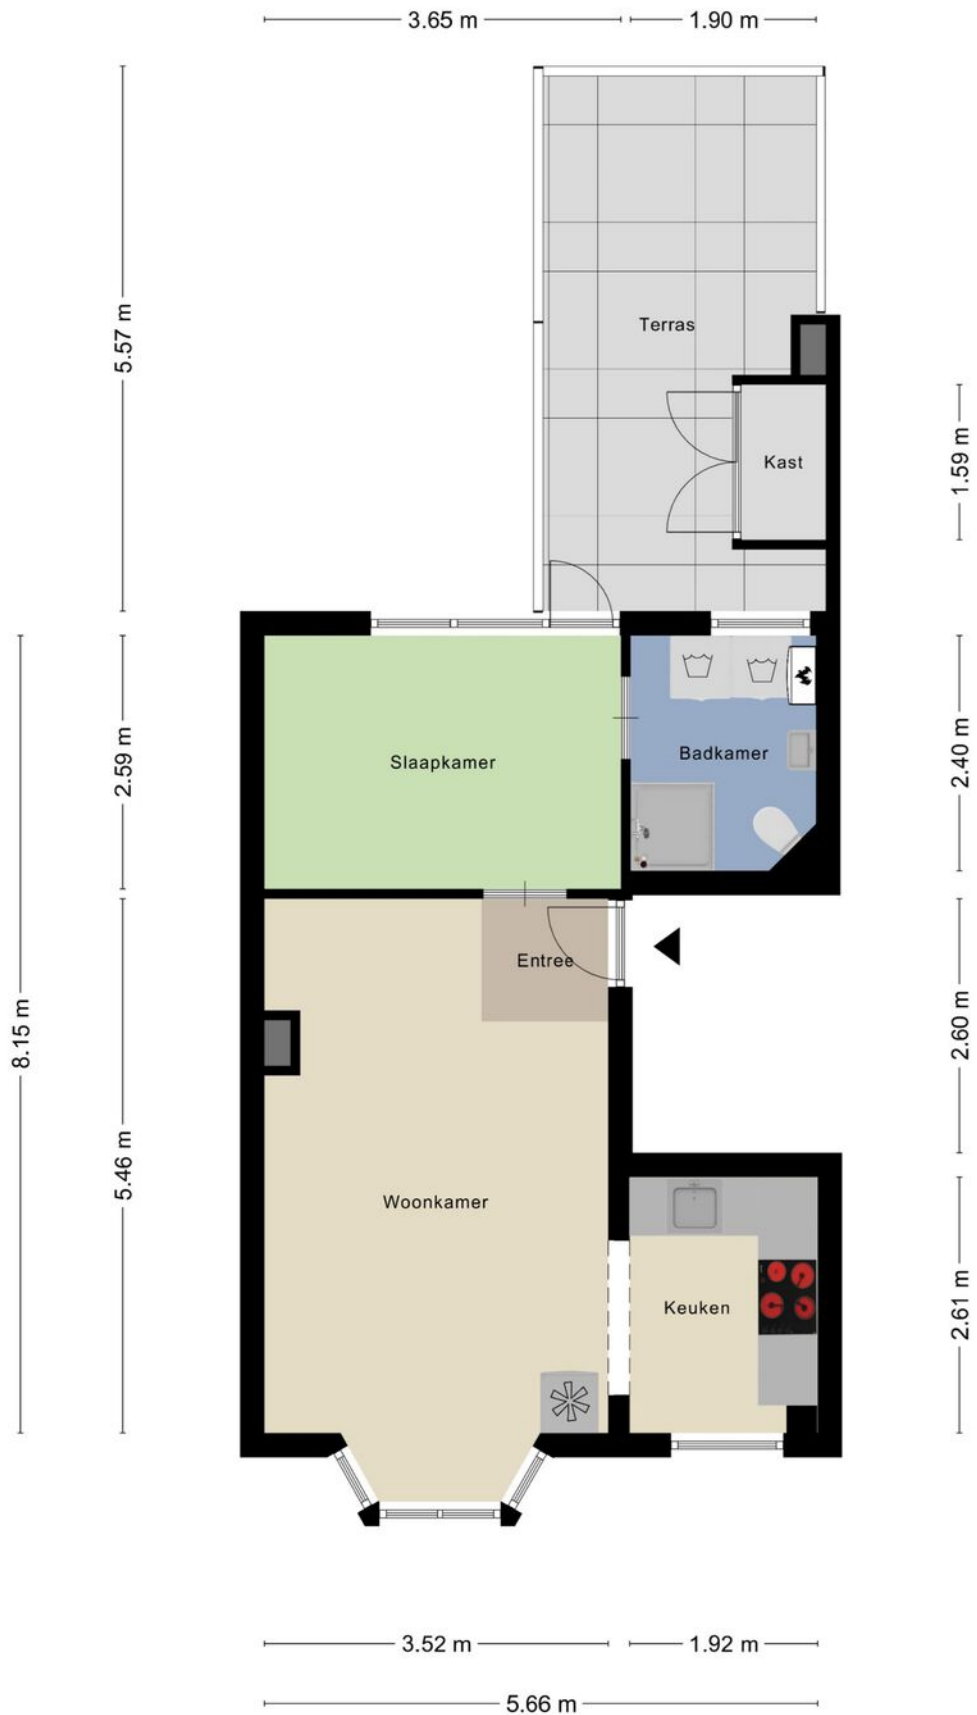 3.65 m
1.90 m
5.57 m
Terras
1.59 m
Kast
2.59 m
Slaapkamer
Badkamer
2.40 m
Entree
8.15 m
2.60 m
5.46 m
Woonkamer
Keuken
2.61 m
3.52 m
1.92 m
5.66 m